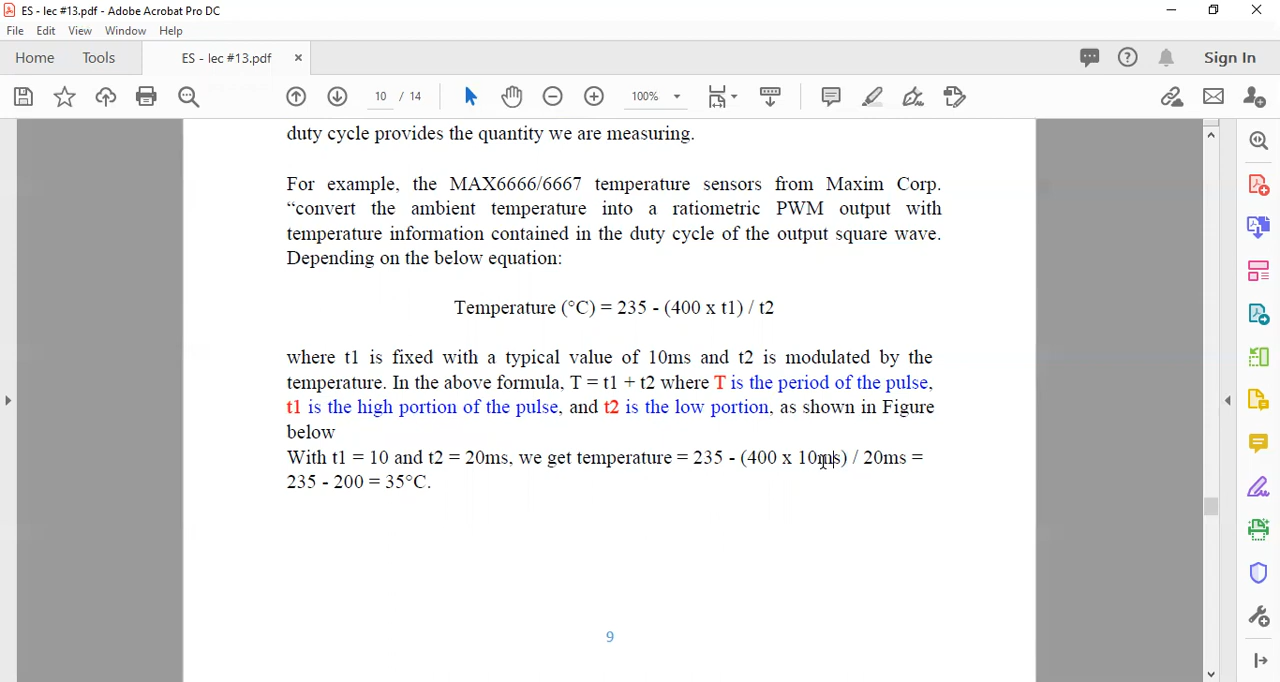 ES - lec #13.pdf - Adobe Acrobat Pro DC
File Edit View Window Help
Home Tools ES - lec #13.pdf × Sign In
10 / 14 100%
duty cycle provides the quantity we are measuring.
For example, the MAX6666/6667 temperature sensors from Maxim Corp.
“convert the ambient temperature into a ratiometric PWM output with
temperature information contained in the duty cycle of the output square wave.
Depending on the below equation:
Temperature (°C) = 235 - (400 x t1) / t2
where t1 is fixed with a typical value of 10ms and t2 is modulated by the
temperature. In the above formula, T = t1 + t2 where T is the period of the pulse,
t1 is the high portion of the pulse, and t2 is the low portion, as shown in Figure
below
With t1 = 10 and t2 = 20ms, we get temperature = 235 - (400 x 10ms) / 20ms =
235 - 200 = 35°C.
9